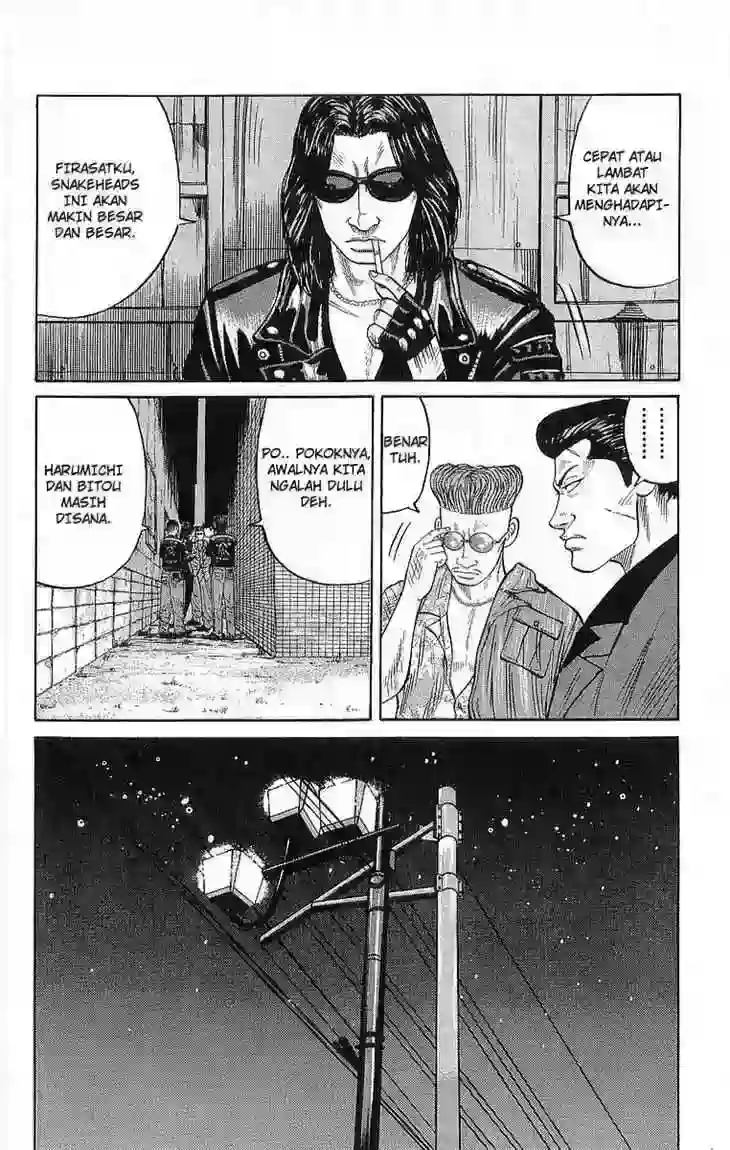 CEPAT ATAU
LAMBAT
KITA AKAN
MENGHADAPI-
NYA...
FIRASATKU,
SNAKEHEADS
INI AKAN
MAKIN BESAR
DAN BESAR.
BENAR
TUH.
PO.. POKOKNYA,
AWALNYA KITA
NGALAH DULU
DEH.
HARUMICHI
DAN BITOU
MASIH
DISANA.